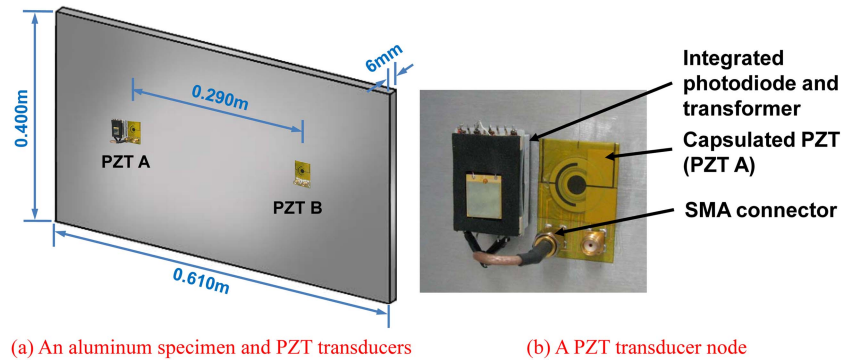 0.400m
0.290m
6mm
PZT A
PZT B
0.610m
Integrated
photodiode and
transformer
Capsulated PZT
(PZT A)
SMA connector
(a) An aluminum specimen and PZT transducers
(b) A PZT transducer node